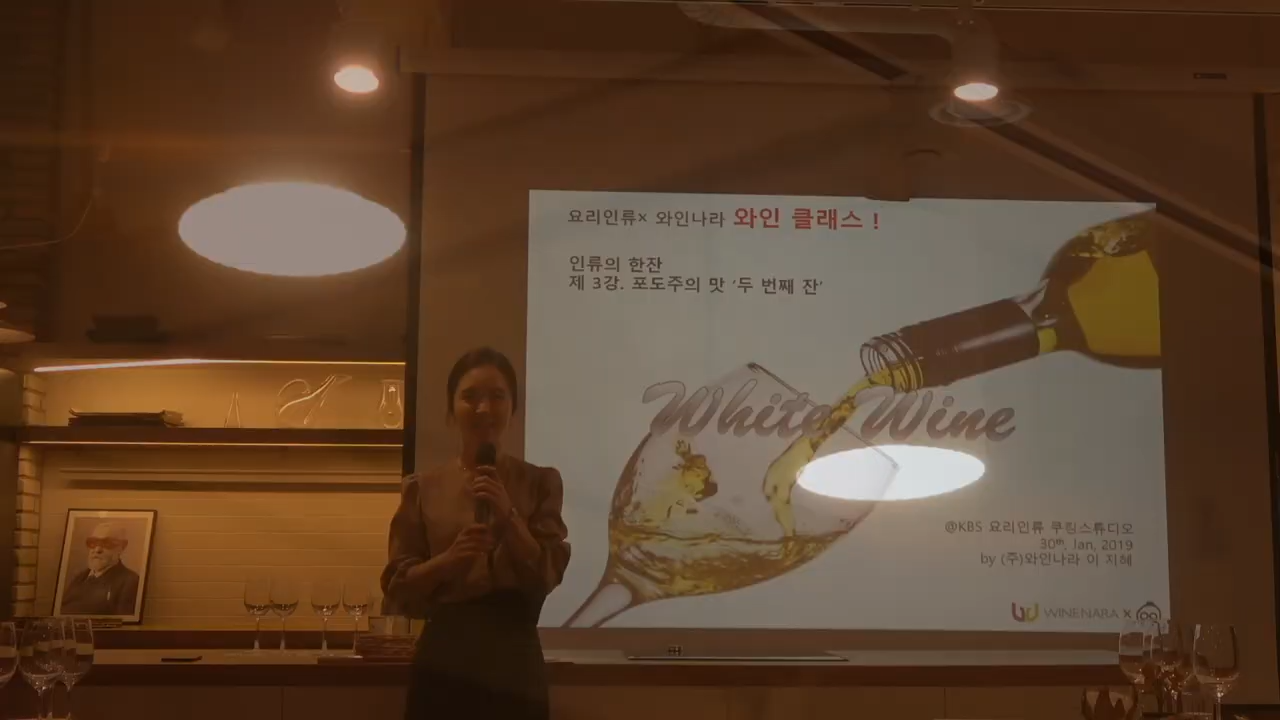 요리인류× 와인나라 와인 클래스 !
인류의 한잔
제 3강. 포도주의 맛 '두 번째 잔'
White Wine
@KBS 요리인류 쿠킹스튜디오
30th, Jan, 2019
by (주)와인나라 이 지혜
WINENARA ×